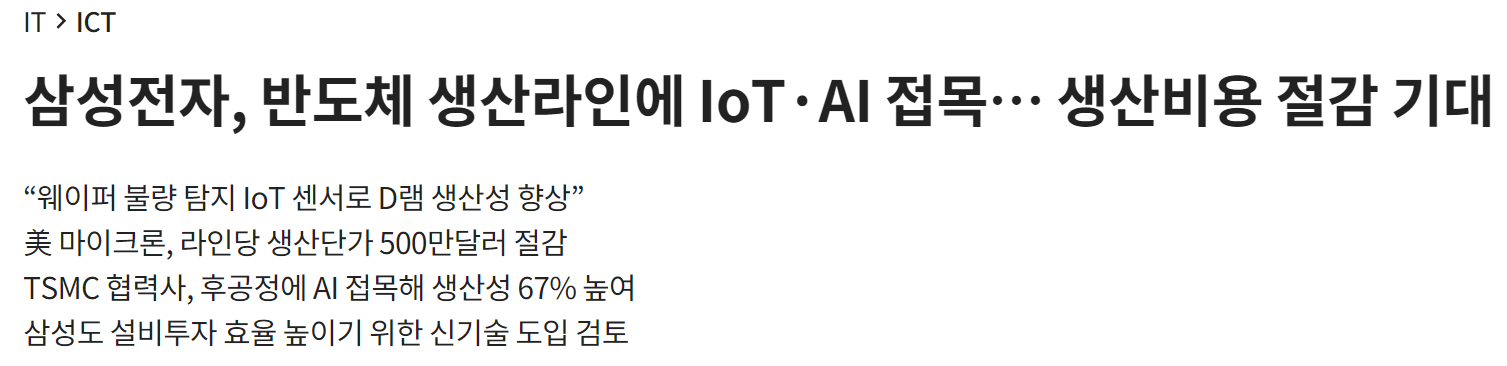 IT > ICT
삼성전자, 반도체 생산라인에 IoT·AI 접목… 생산비용 절감 기대
“웨이퍼 불량 탐지 IoT 센서로 D램 생산성 향상”
美 마이크론, 라인당 생산단가 500만달러 절감
TSMC 협력사, 후공정에 AI 접목해 생산성 67% 높여
삼성도 설비투자 효율 높이기 위한 신기술 도입 검토